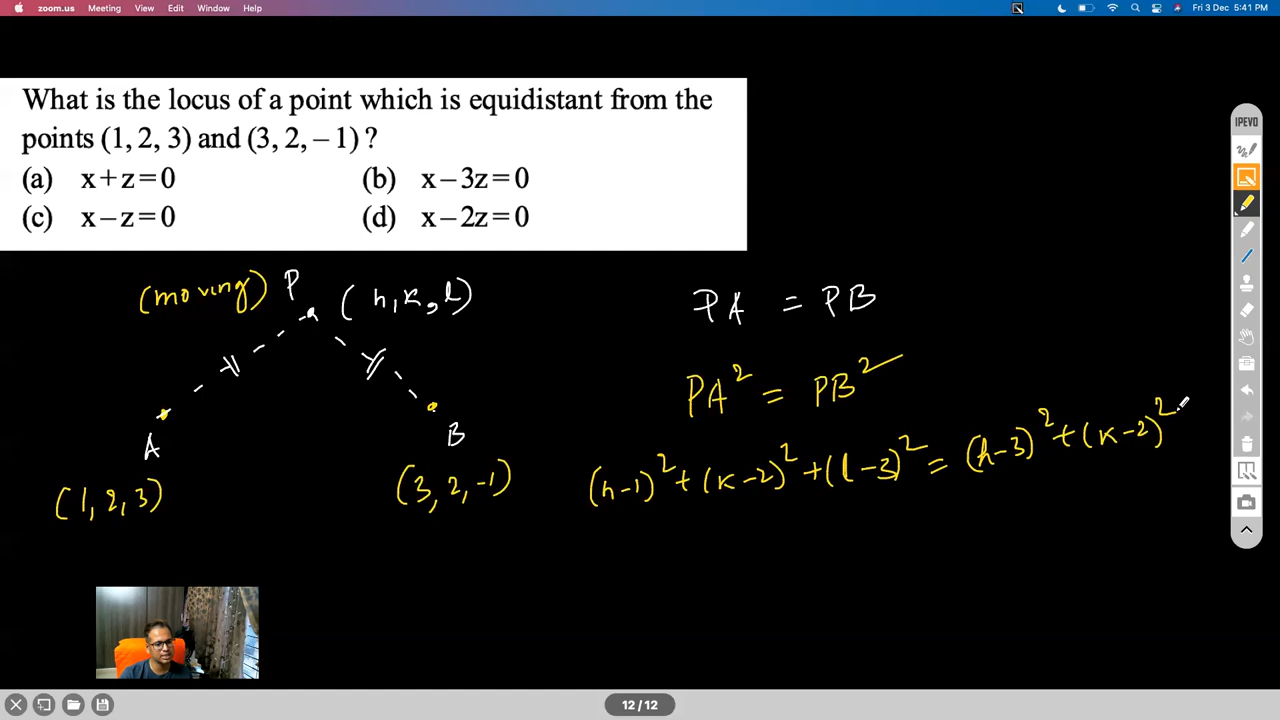 zoom.us Meeting View Edit Window Help Fri 3 Dec 5:41 PM
What is the locus of a point which is equidistant from the
points (1, 2, 3) and (3, 2, – 1) ?
(a) x+z=0 (b) x–3z=0
(c) x–z=0 (d) x–2z=0
IPEVO
(moving) P (h, k, l)
PA = PB
PA² = PB²
A B
(1, 2, 3) (3, 2, -1)
(h-1)² + (k-2)² + (l-3)² = (h-3)² + (k-2)²
12 / 12